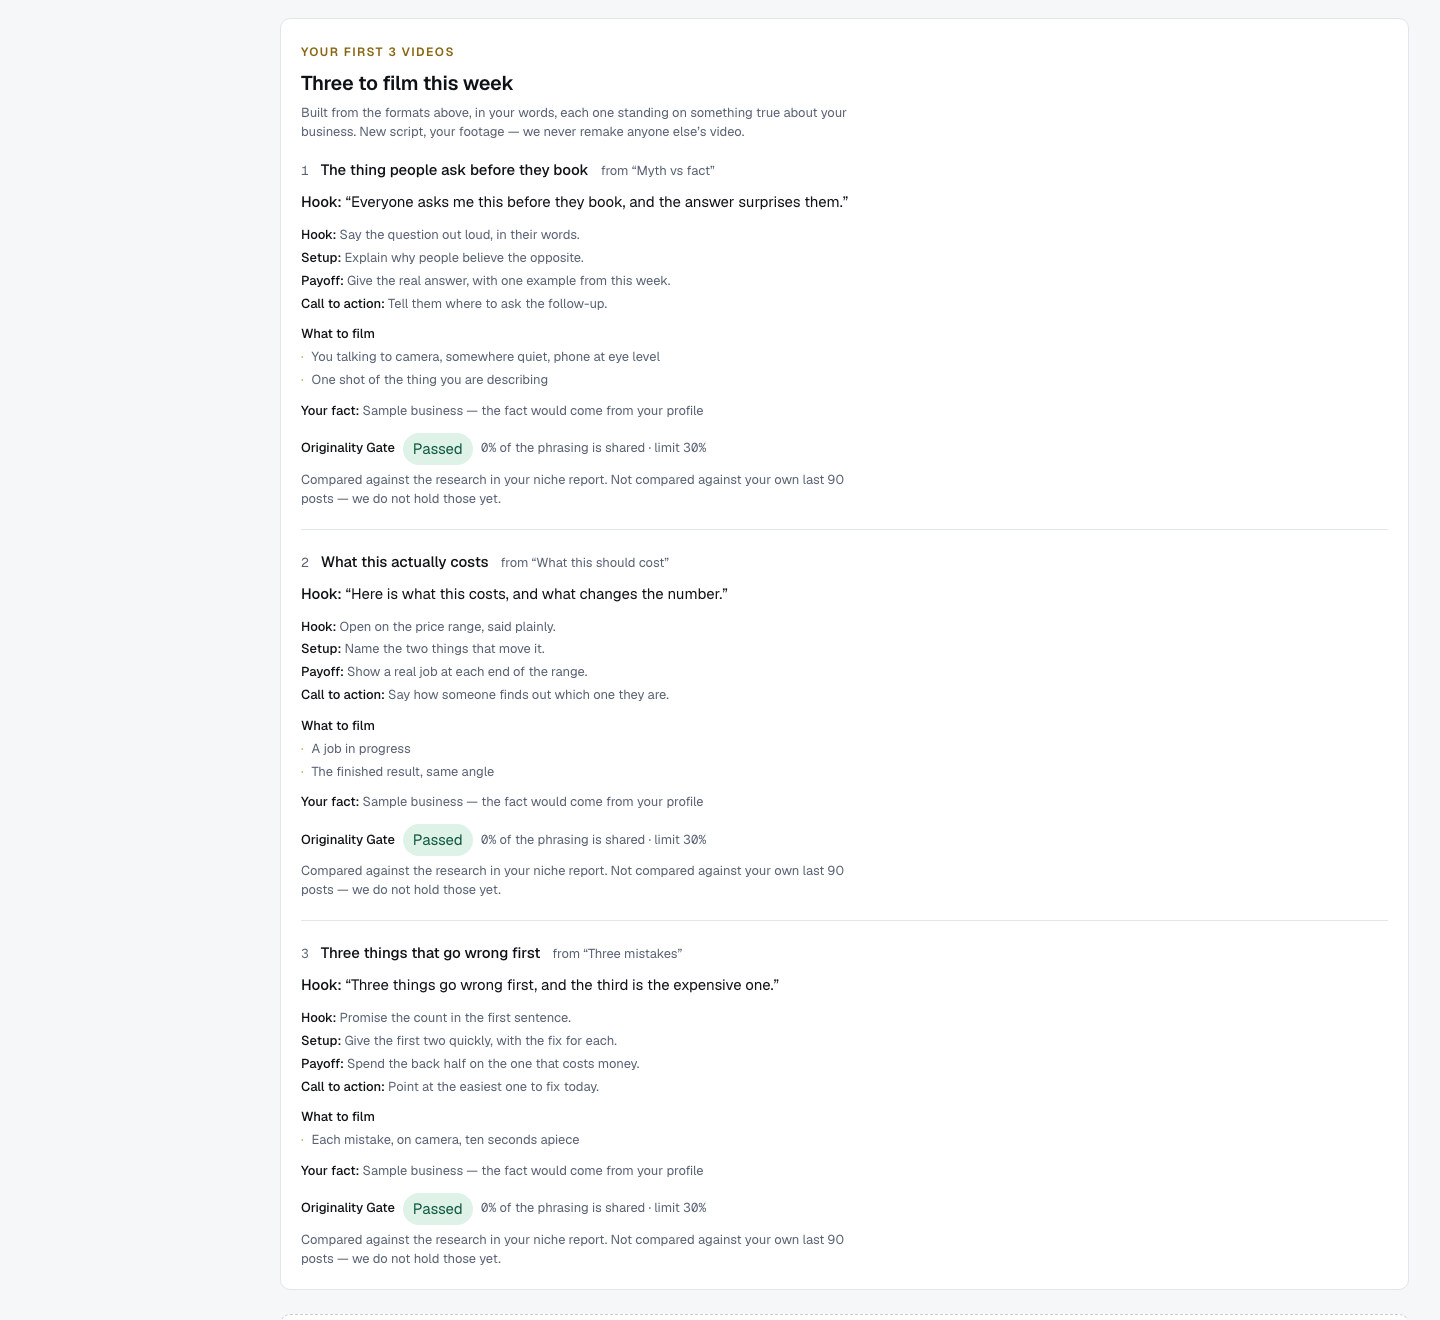 YOUR FIRST 3 VIDEOS
Three to film this week
Built from the formats above, in your words, each one standing on something true about your
business. New script, your footage — we never remake anyone else’s video.
1 The thing people ask before they book from “Myth vs fact”
Hook: “Everyone asks me this before they book, and the answer surprises them.”
Hook: Say the question out loud, in their words.
Setup: Explain why people believe the opposite.
Payoff: Give the real answer, with one example from this week.
Call to action: Tell them where to ask the follow-up.
What to film
· You talking to camera, somewhere quiet, phone at eye level
· One shot of the thing you are describing
Your fact: Sample business — the fact would come from your profile
Originality Gate Passed 0% of the phrasing is shared · limit 30%
Compared against the research in your niche report. Not compared against your own last 90
posts — we do not hold those yet.
2 What this actually costs from “What this should cost”
Hook: “Here is what this costs, and what changes the number.”
Hook: Open on the price range, said plainly.
Setup: Name the two things that move it.
Payoff: Show a real job at each end of the range.
Call to action: Say how someone finds out which one they are.
What to film
· A job in progress
· The finished result, same angle
Your fact: Sample business — the fact would come from your profile
Originality Gate Passed 0% of the phrasing is shared · limit 30%
Compared against the research in your niche report. Not compared against your own last 90
posts — we do not hold those yet.
3 Three things that go wrong first from “Three mistakes”
Hook: “Three things go wrong first, and the third is the expensive one.”
Hook: Promise the count in the first sentence.
Setup: Give the first two quickly, with the fix for each.
Payoff: Spend the back half on the one that costs money.
Call to action: Point at the easiest one to fix today.
What to film
· Each mistake, on camera, ten seconds apiece
Your fact: Sample business — the fact would come from your profile
Originality Gate Passed 0% of the phrasing is shared · limit 30%
Compared against the research in your niche report. Not compared against your own last 90
posts — we do not hold those yet.